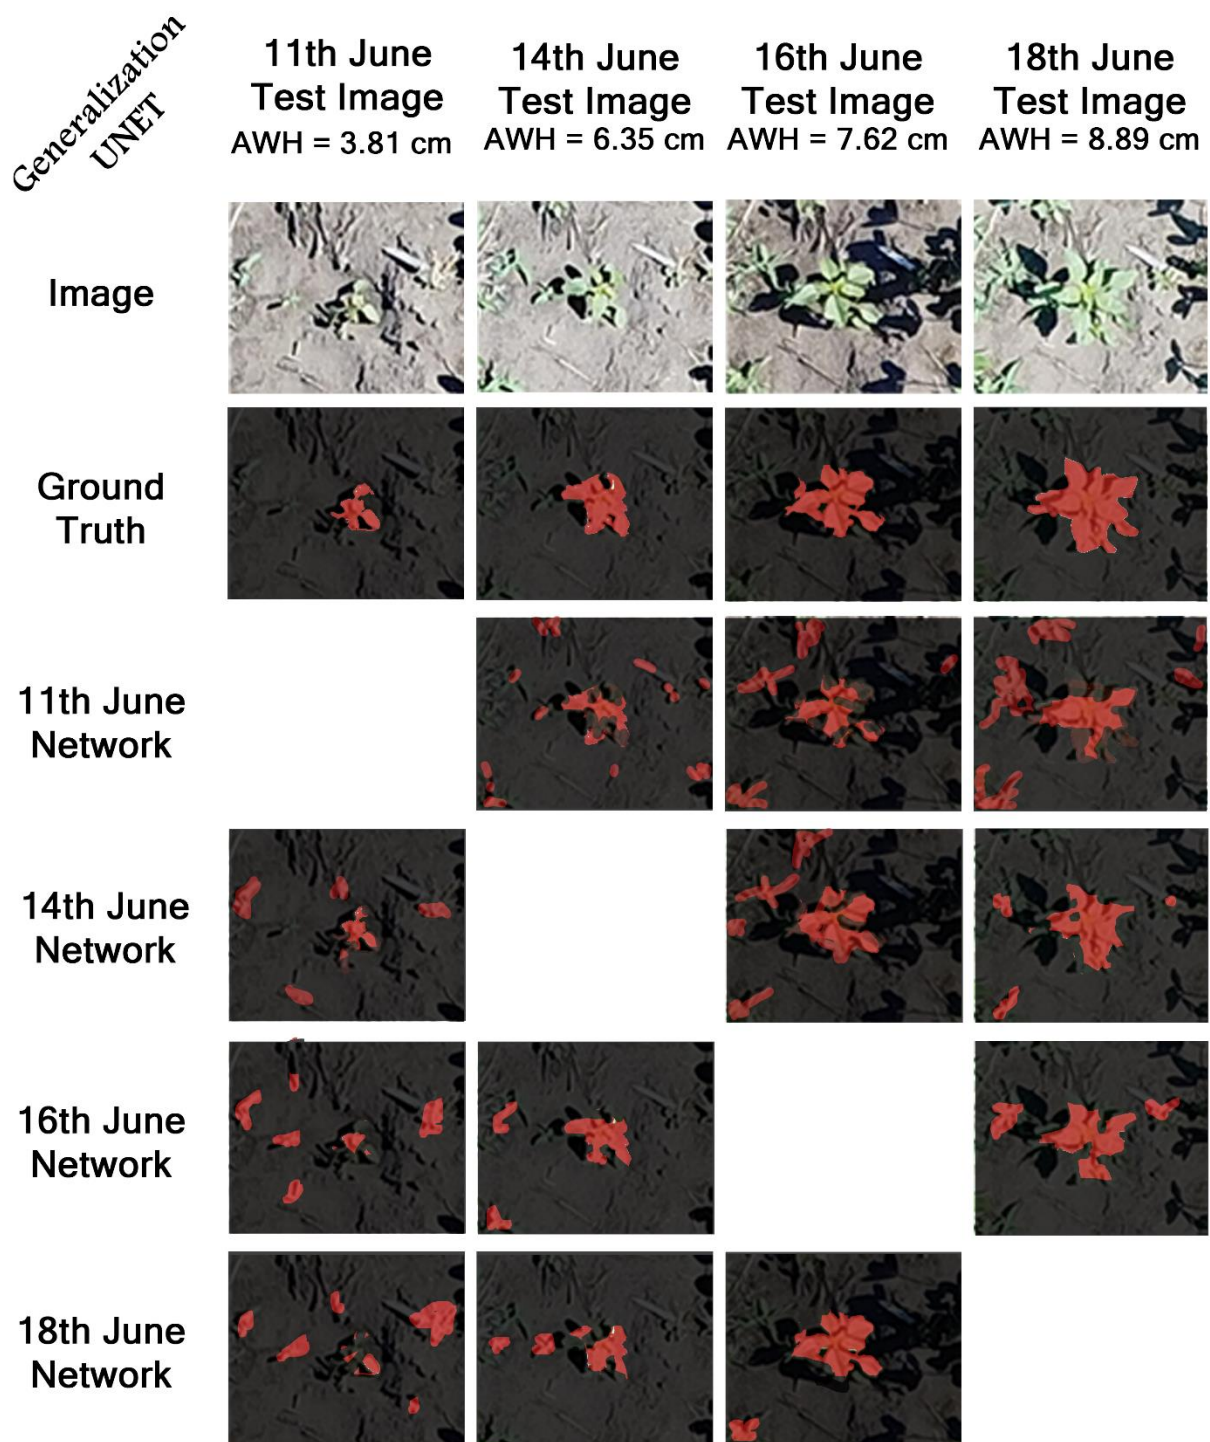 Generalization
UNET
11th June
Test Image
AWH = 3.81 cm
14th June
Test Image
AWH = 6.35 cm
16th June
Test Image
AWH = 7.62 cm
18th June
Test Image
AWH = 8.89 cm
Image
Ground
Truth
11th June
Network
14th June
Network
16th June
Network
18th June
Network